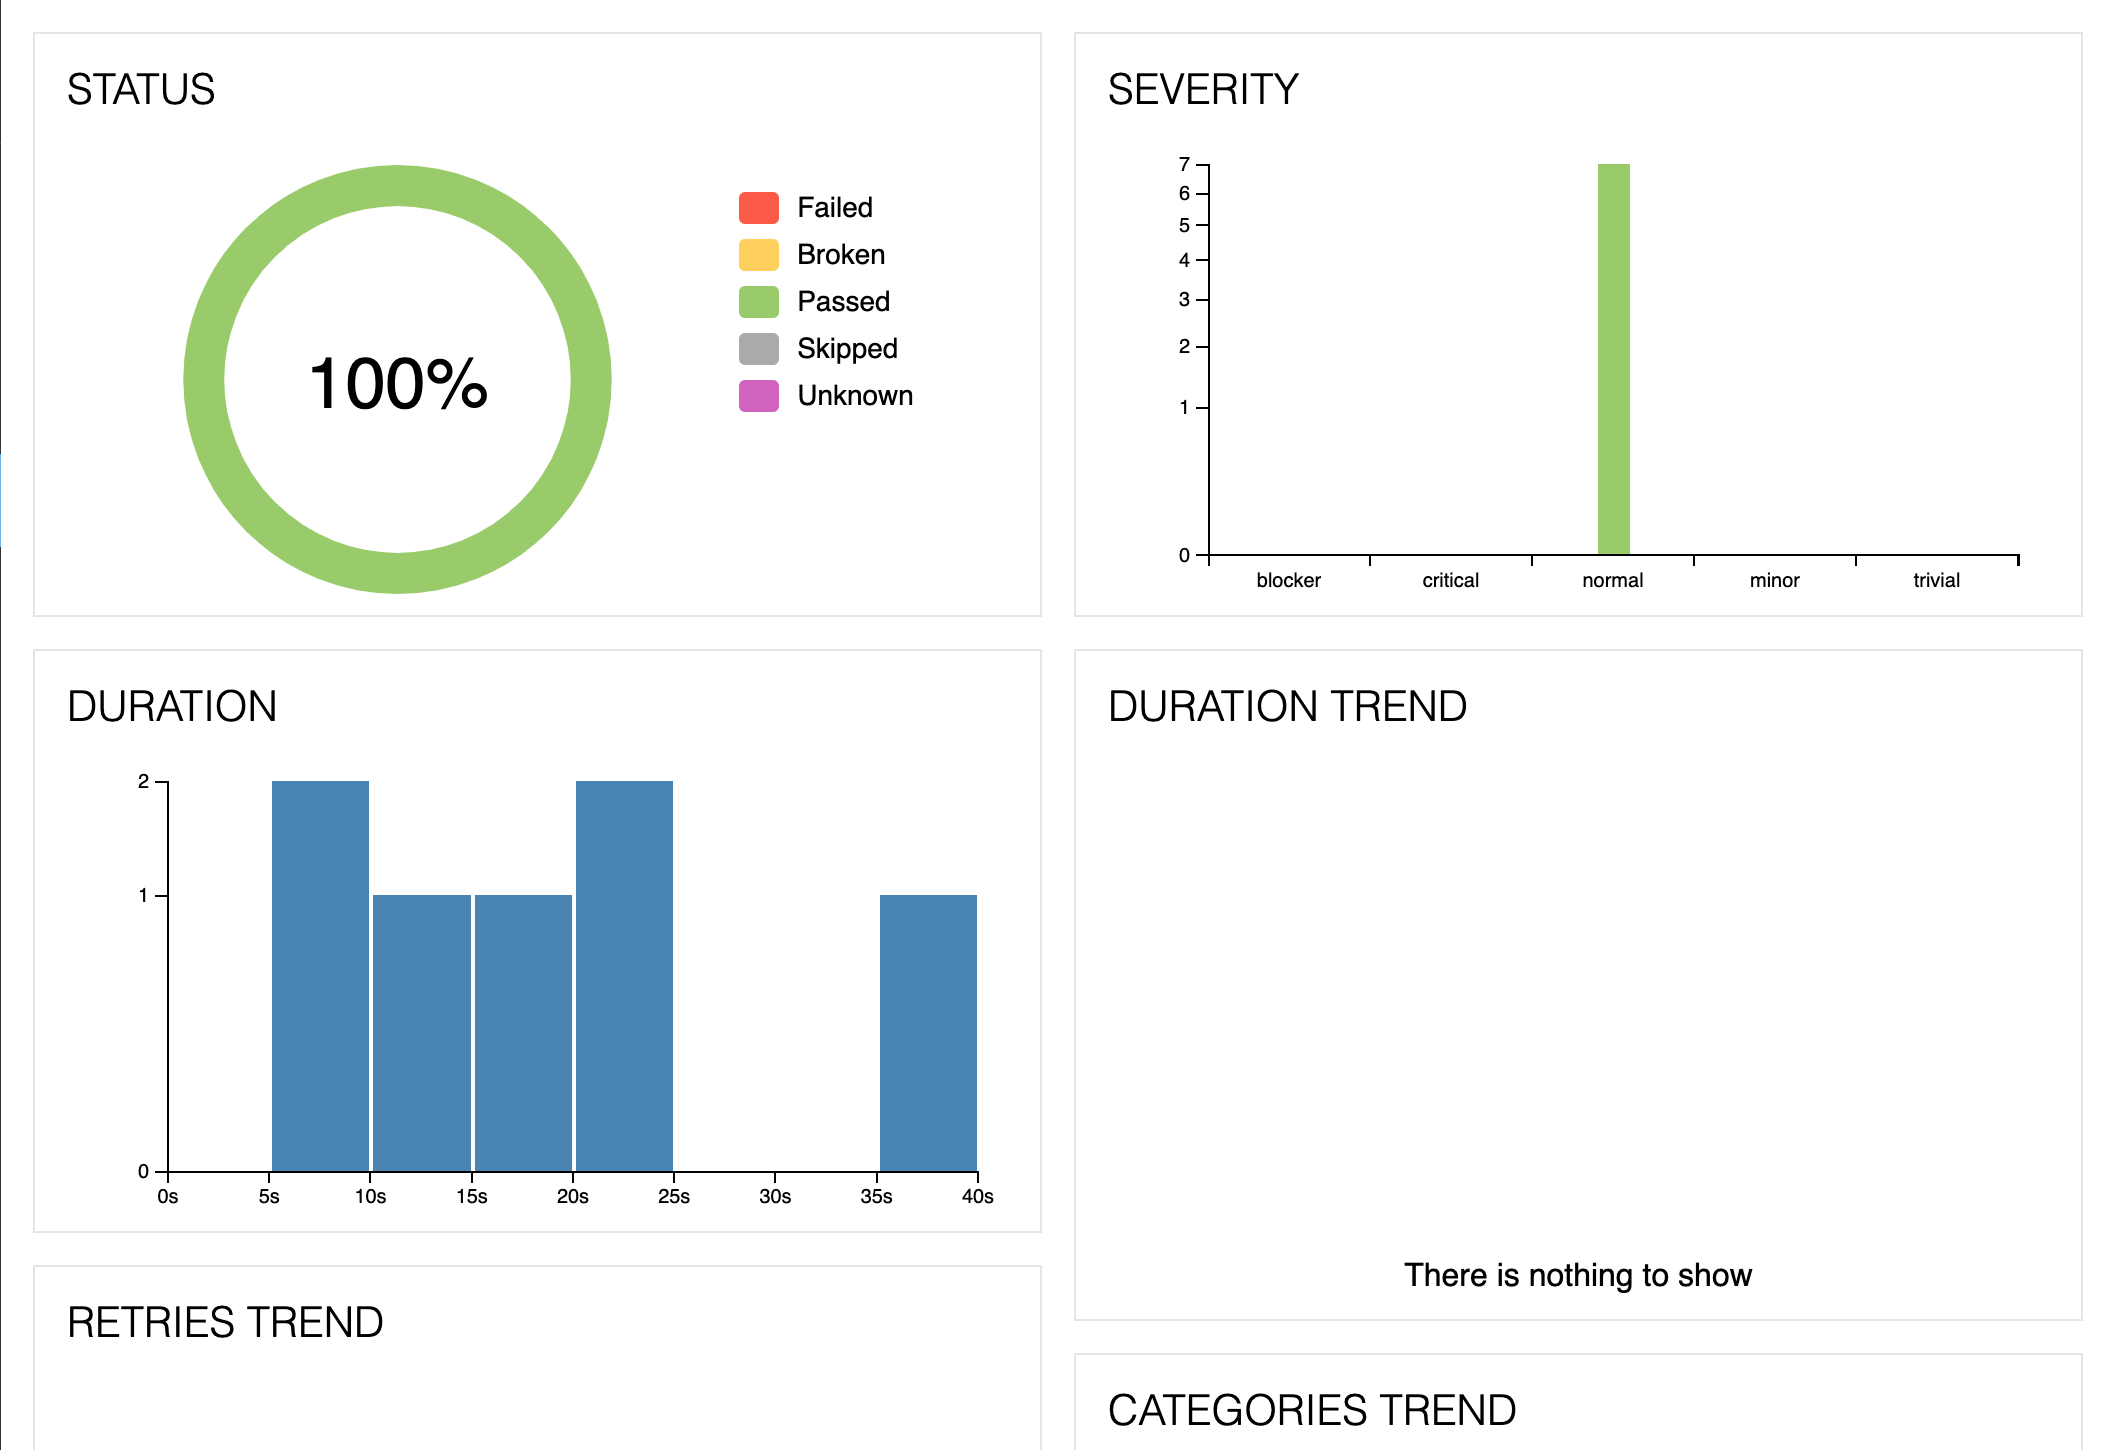 STATUS
100%
Failed
Broken
Passed
Skipped
Unknown
SEVERITY
7
6
5
4
3
2
1
0
blocker critical normal minor trivial
DURATION
2
1
0
0s 5s 10s 15s 20s 25s 30s 35s 40s
DURATION TREND
There is nothing to show
RETRIES TREND
CATEGORIES TREND